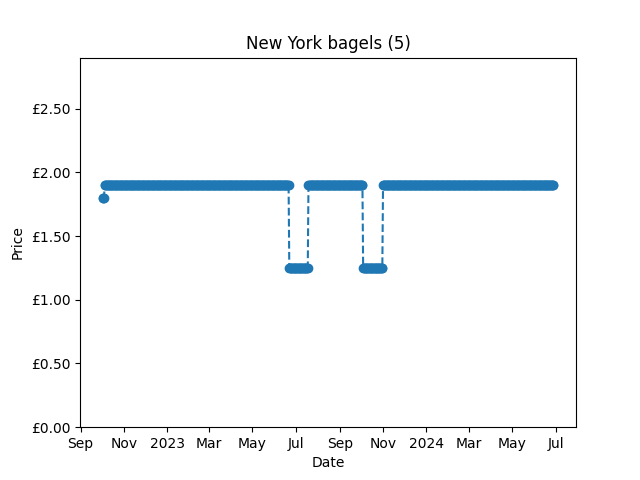 New York bagels (5)
£2.50
£2.00
£1.50
£1.00
£0.50
£0.00
Price
Sep Nov 2023 Mar May Jul Sep Nov 2024 Mar May Jul
Date